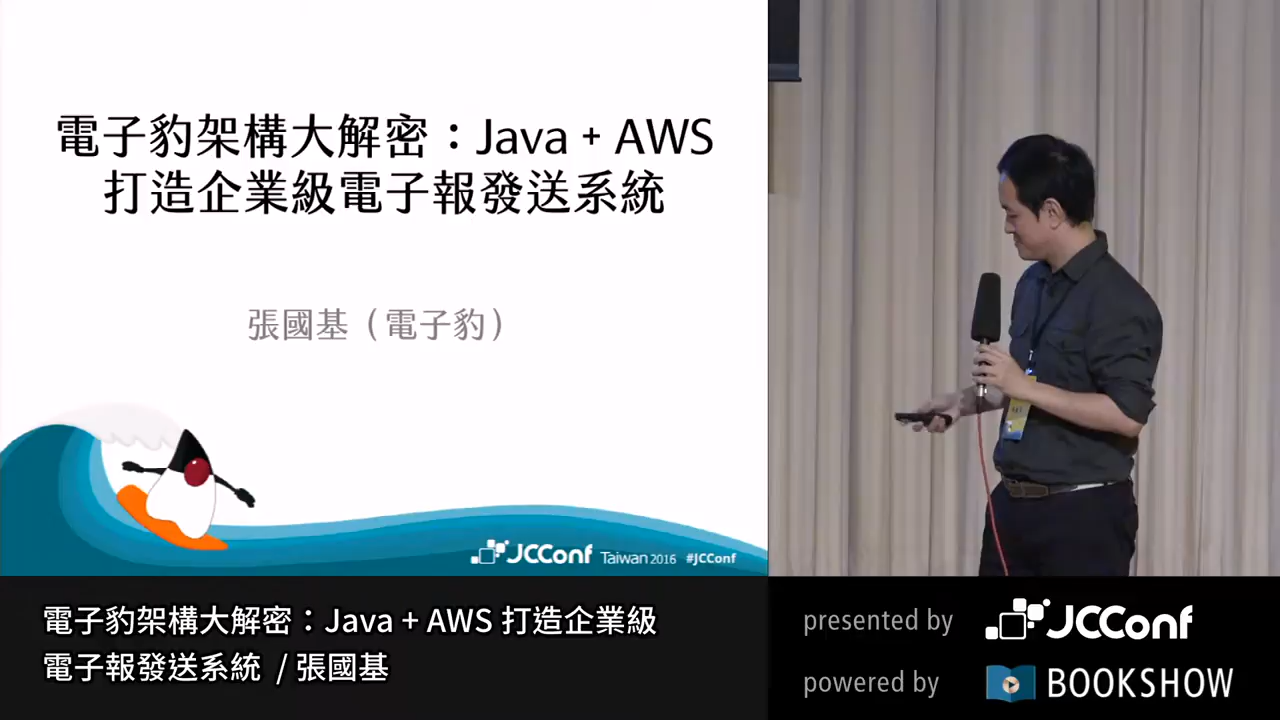 電子豹架構大解密：Java + AWS
打造企業級電子報發送系統
張國基（電子豹）
JCConf Taiwan 2016 #JCConf
電子豹架構大解密：Java + AWS 打造企業級
電子報發送系統 / 張國基
presented by JCConf
powered by BOOKSHOW